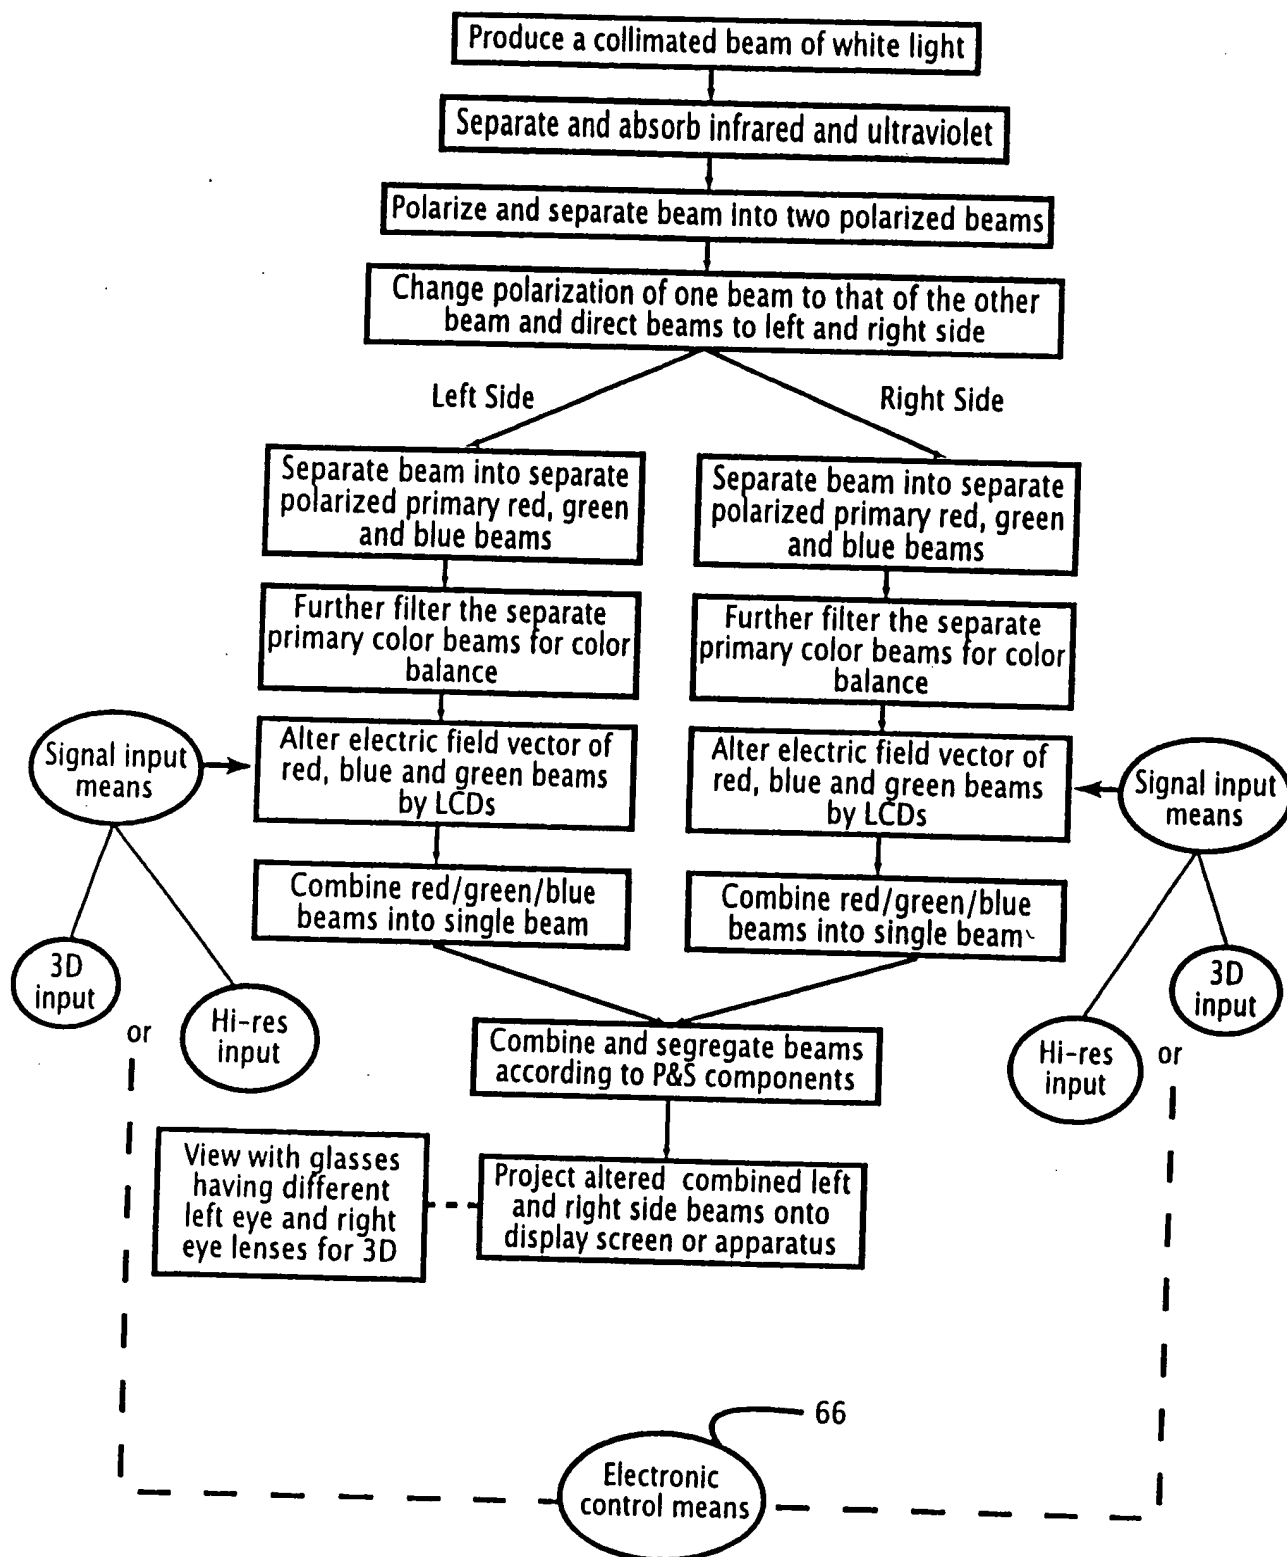 Produce a collimated beam of white light
Separate and absorb infrared and ultraviolet
Polarize and separate beam into two polarized beams
Change polarization of one beam to that of the other
beam and direct beams to left and right side
Left Side
Right Side
Separate beam into separate
polarized primary red, green
and blue beams
Separate beam into separate
polarized primary red, green
and blue beams
Further filter the separate
primary color beams for color
balance
Further filter the separate
primary color beams for color
balance
Signal input
means
Alter electric field vector of
red, blue and green beams
by LCDs
Alter electric field vector of
red, blue and green beams
by LCDs
Signal input
means
Combine red/green/blue
beams into single beam
Combine red/green/blue
beams into single beam
3D
input
or
Hi-res
input
Hi-res
input
or
3D
input
Combine and segregate beams
according to P&S components
View with glasses
having different
left eye and right
eye lenses for 3D
Project altered combined left
and right side beams onto
display screen or apparatus
66
Electronic
control means